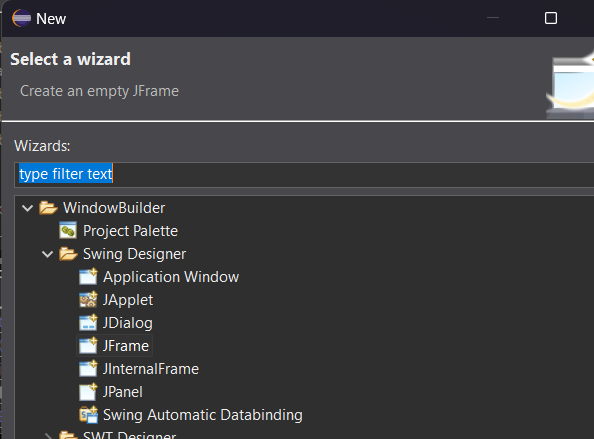 New
Select a wizard
Create an empty JFrame
Wizards:
type filter text
WindowBuilder
Project Palette
Swing Designer
Application Window
JApplet
JDialog
JFrame
JInternalFrame
JPanel
Swing Automatic Databinding
SWT Designer